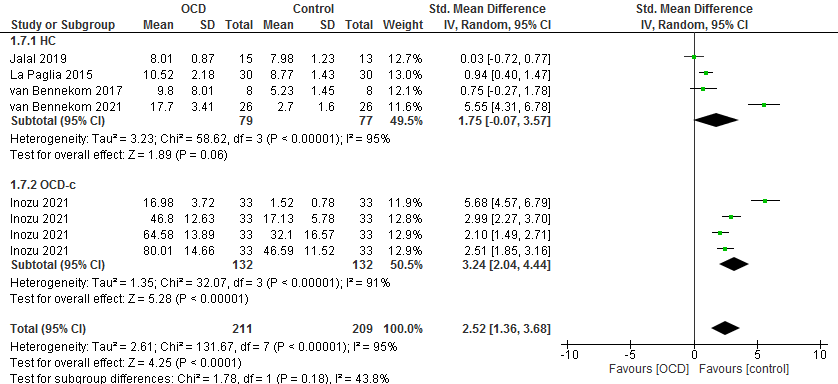 OCD Control Std. Mean Difference Std. Mean Difference
Study or Subgroup Mean SD Total Mean SD Total Weight IV, Random, 95% CI IV, Random, 95% CI
1.7.1 HC
Jalal 2019 8.01 0.87 15 7.98 1.23 13 12.7% 0.03 [-0.72, 0.77]
La Paglia 2015 10.52 2.18 30 8.77 1.43 30 13.0% 0.94 [0.40, 1.47]
van Bennekom 2017 9.8 8.01 8 5.23 1.45 8 12.2% 0.75 [-0.27, 1.78]
van Bennekom 2021 17.7 3.41 26 2.7 1.6 26 11.6% 5.55 [4.31, 6.78]
Subtotal (95% CI) 79 77 49.5% 1.75 [-0.07, 3.57]
Heterogeneity: Tau² = 3.23; Chi² = 58.62, df = 3 (P < 0.00001); I² = 95%
Test for overall effect: Z = 1.89 (P = 0.06)
1.7.2 OCD-c
Inozu 2021 16.98 3.72 33 1.52 0.78 33 11.9% 5.68 [4.57, 6.79]
Inozu 2021 46.8 12.63 33 17.13 5.78 33 12.8% 2.99 [2.27, 3.70]
Inozu 2021 64.58 13.89 33 32.1 16.57 33 12.9% 2.10 [1.49, 2.71]
Inozu 2021 80.01 14.66 33 46.59 11.52 33 12.9% 2.51 [1.85, 3.16]
Subtotal (95% CI) 132 132 50.5% 3.24 [2.04, 4.44]
Heterogeneity: Tau² = 1.35; Chi² = 32.07, df = 3 (P < 0.00001); I² = 91%
Test for overall effect: Z = 5.28 (P < 0.00001)
Total (95% CI) 211 209 100.0% 2.52 [1.36, 3.68]
Heterogeneity: Tau² = 2.61; Chi² = 131.67, df = 7 (P < 0.00001); I² = 95%
Test for overall effect: Z = 4.25 (P < 0.0001)
Test for subgroup differences: Chi² = 1.78, df = 1 (P = 0.18), I² = 43.8%
-10 -5 0 5 10
Favours [OCD] Favours [control]